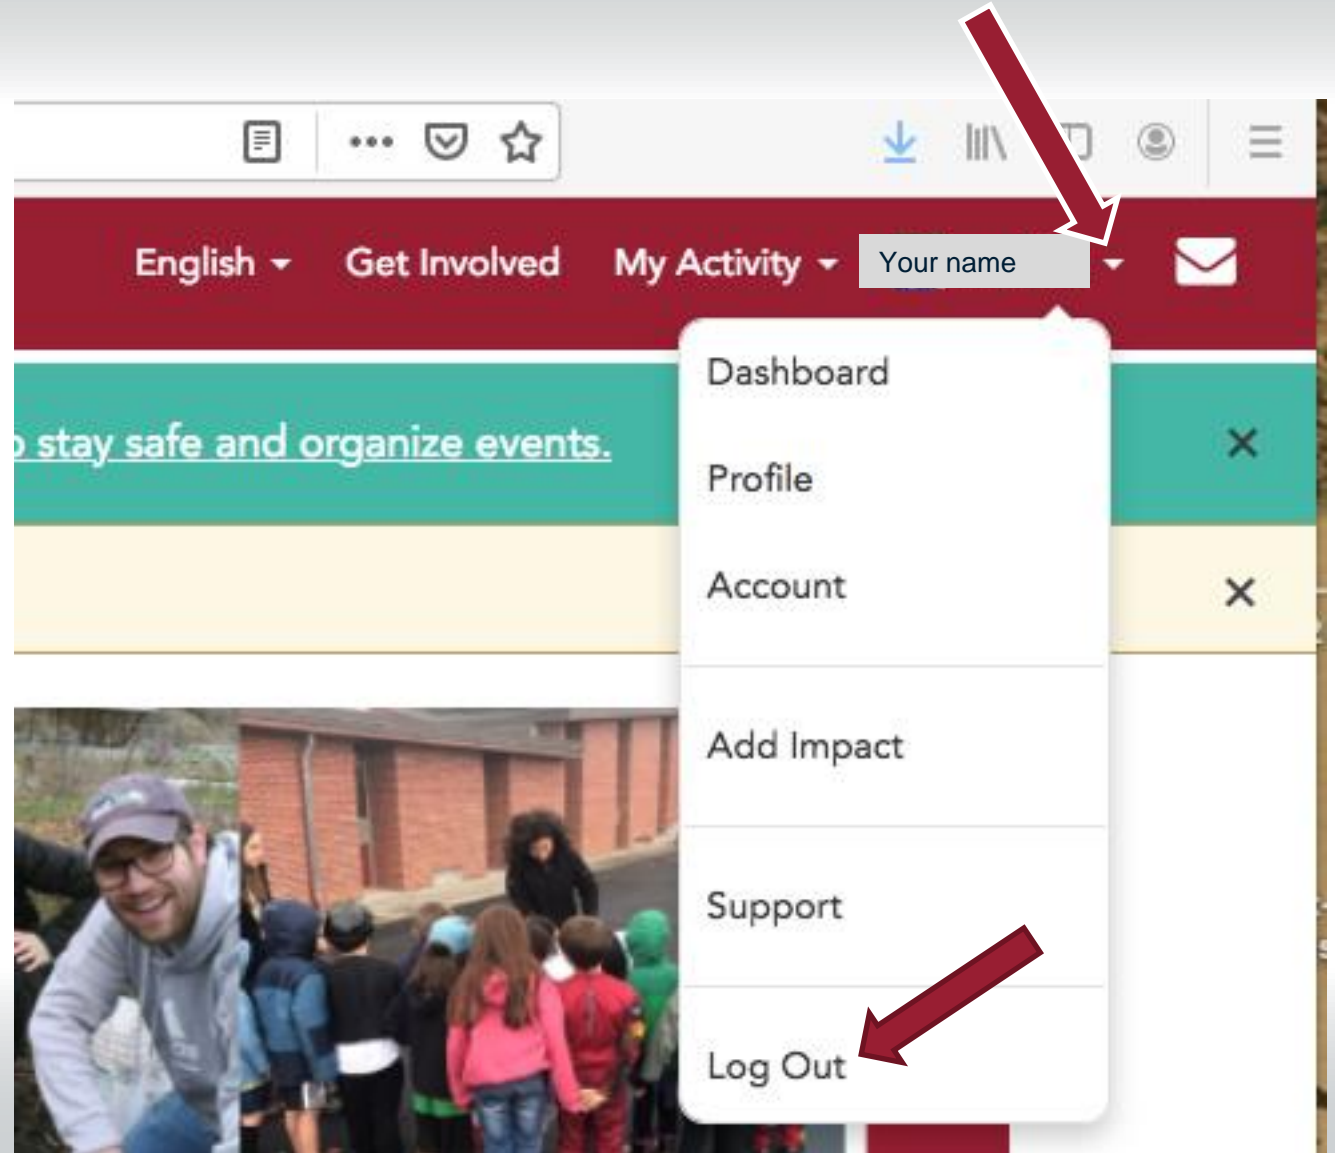 English
Get Involved
My Activity
Your name
Dashboard
stay safe and organize events.
Profile
Account
Add Impact
Support
Log Out